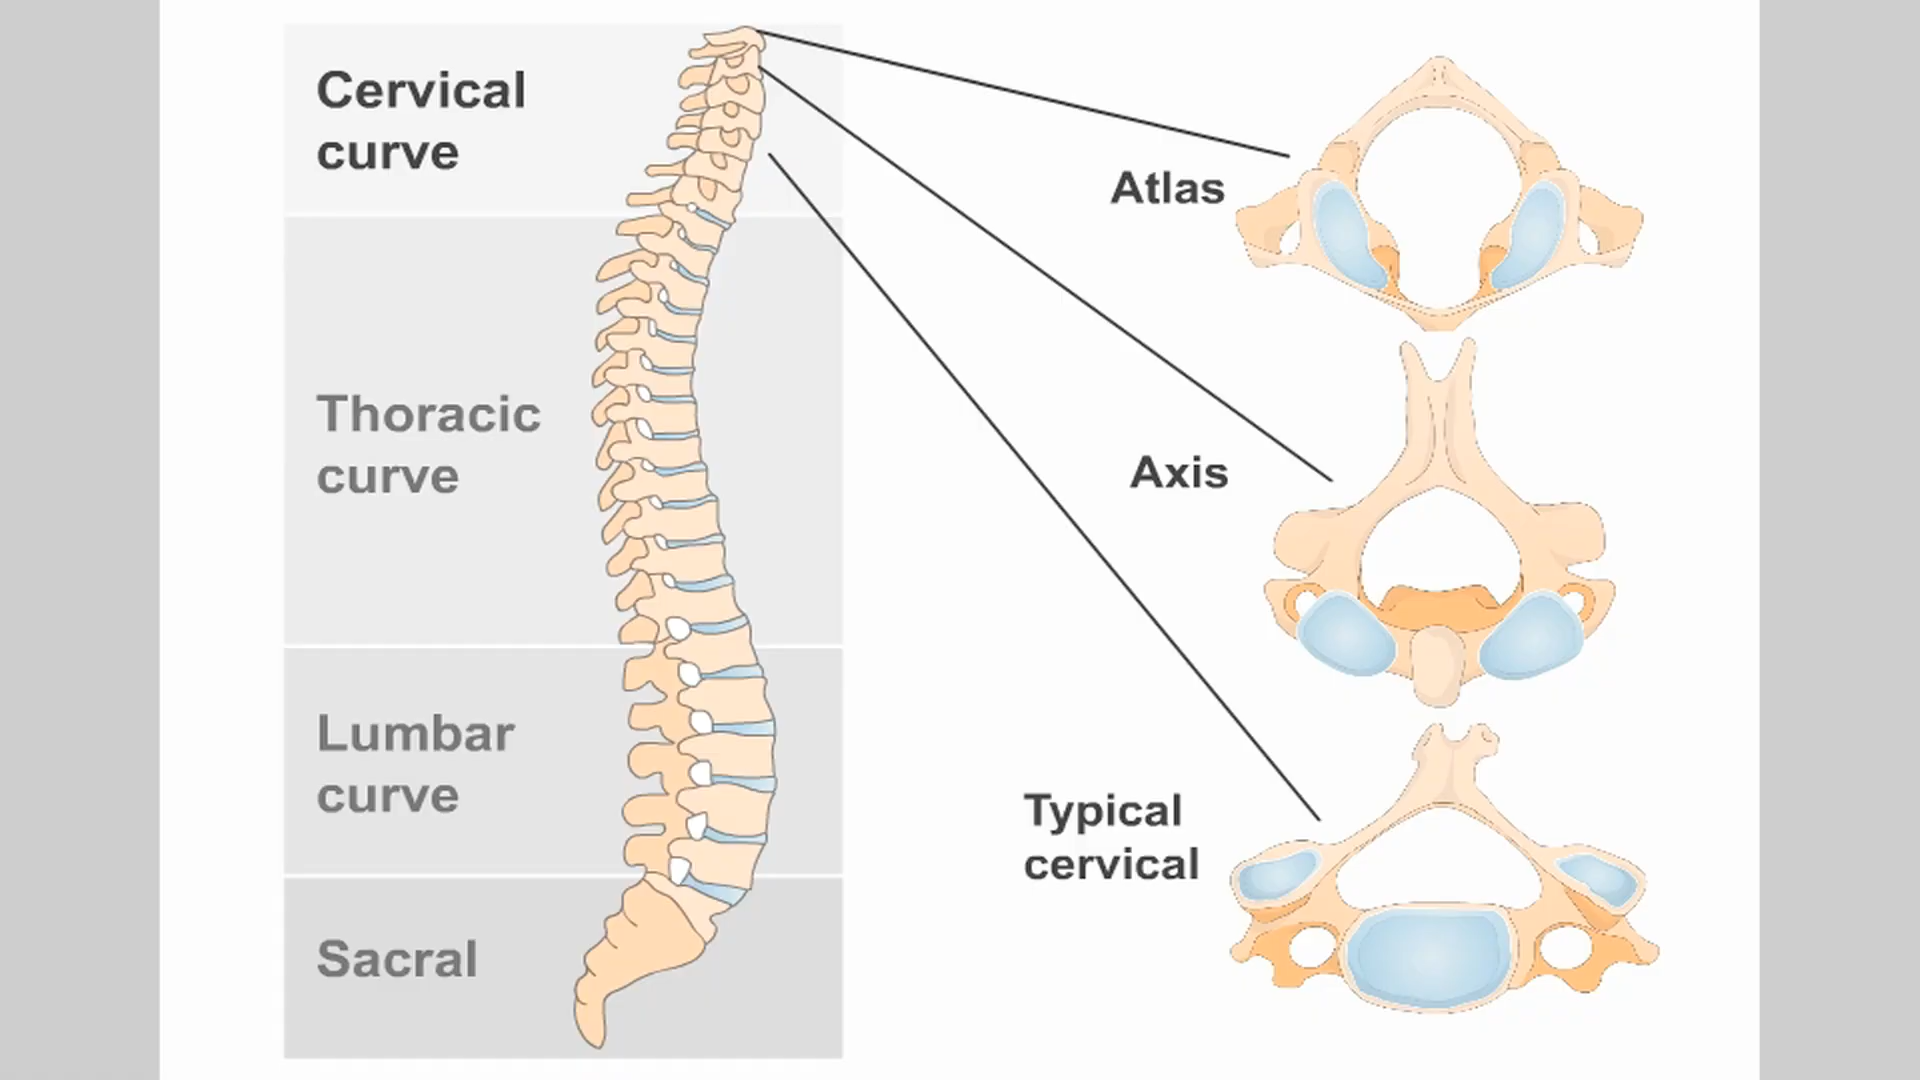 Cervical
curve
Thoracic
curve
Lumbar
curve
Sacral
Atlas
Axis
Typical
cervical